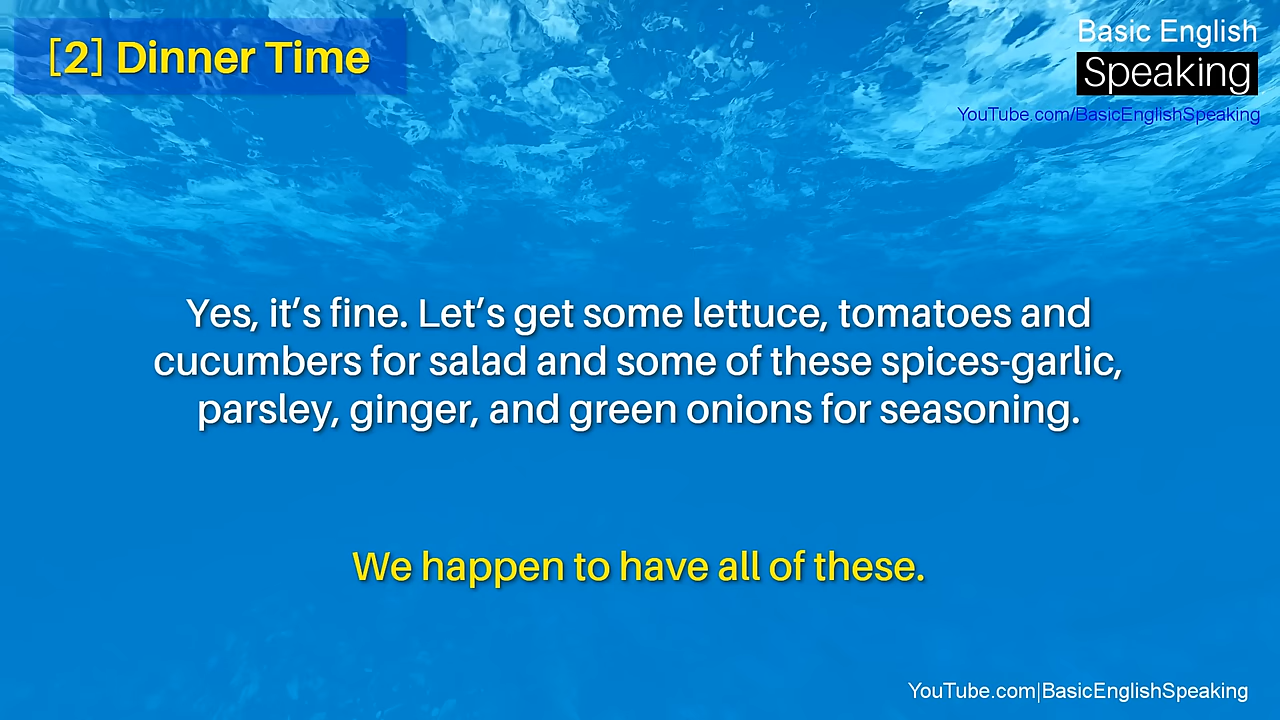 [2] Dinner Time
Basic English
Speaking
YouTube.com/BasicEnglishSpeaking
Yes, it’s fine. Let’s get some lettuce, tomatoes and
cucumbers for salad and some of these spices-garlic,
parsley, ginger, and green onions for seasoning.
We happen to have all of these.
YouTube.com|BasicEnglishSpeaking